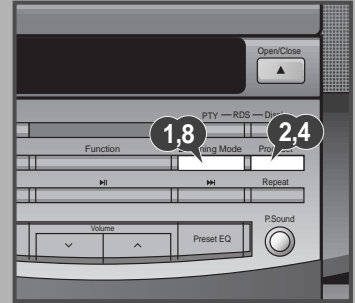 Open/Close
PTY — RDS —
1,8
2,4
Function
Mode
Repeat
Volume
Preset EQ
P.Sound